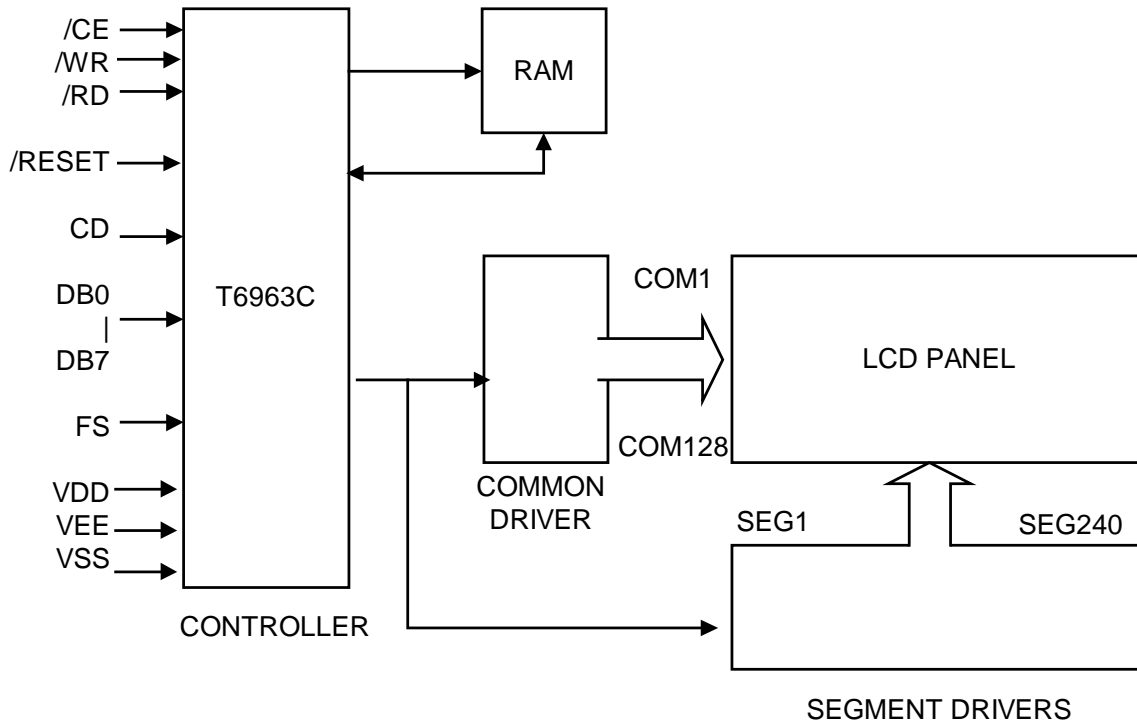 /CE
/WR
/RD
/RESET
CD
DB0
|
DB7
FS
VDD
VEE
VSS
T6963C
CONTROLLER
RAM
COMMON
DRIVER
COM1
COM128
LCD PANEL
SEG1
SEG240
SEGMENT DRIVERS